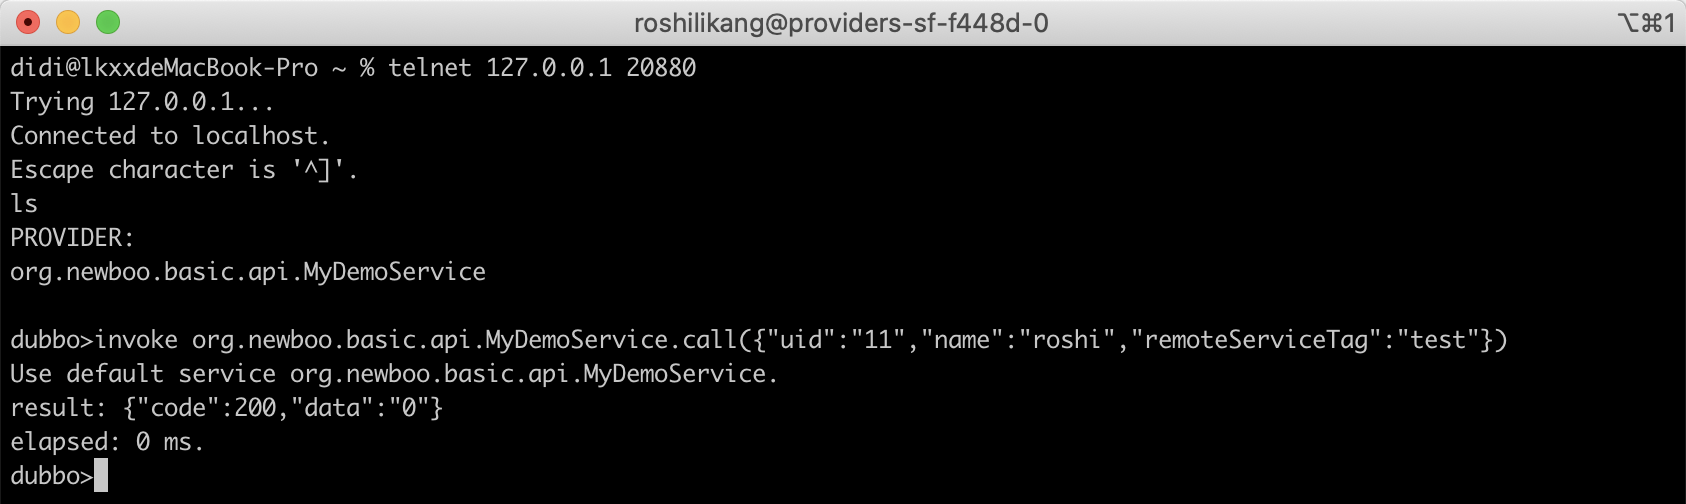 roshilikang@providers-sf-f448d-0
⌥⌘1
didi@lkxxdeMacBook-Pro ~ % telnet 127.0.0.1 20880
Trying 127.0.0.1...
Connected to localhost.
Escape character is '^]'.
ls
PROVIDER:
org.newboo.basic.api.MyDemoService
dubbo>invoke org.newboo.basic.api.MyDemoService.call({"uid":"11","name":"roshi","remoteServiceTag":"test"})
Use default service org.newboo.basic.api.MyDemoService.
result: {"code":200,"data":"0"}
elapsed: 0 ms.
dubbo>